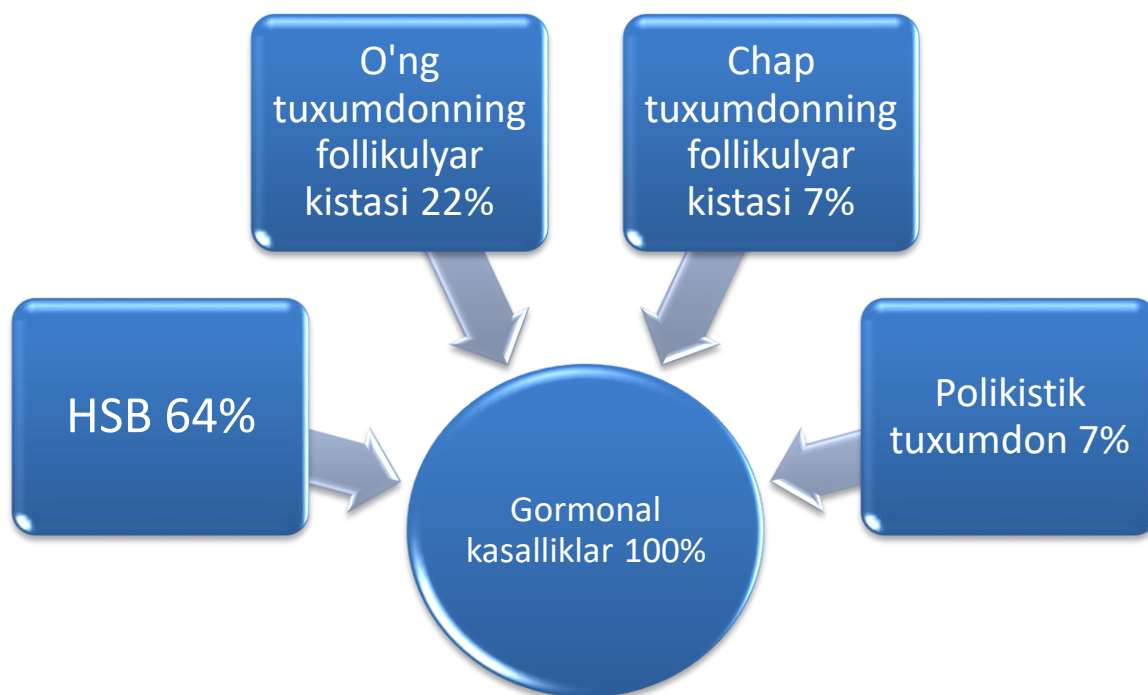 O'ng
tuxumdonning
follikulyar
kistasi 22%
Chap
tuxumdonning
follikulyar
kistasi 7%
HSB 64%
Polikistik
tuxumdon 7%
Gormonal
kasalliklar 100%